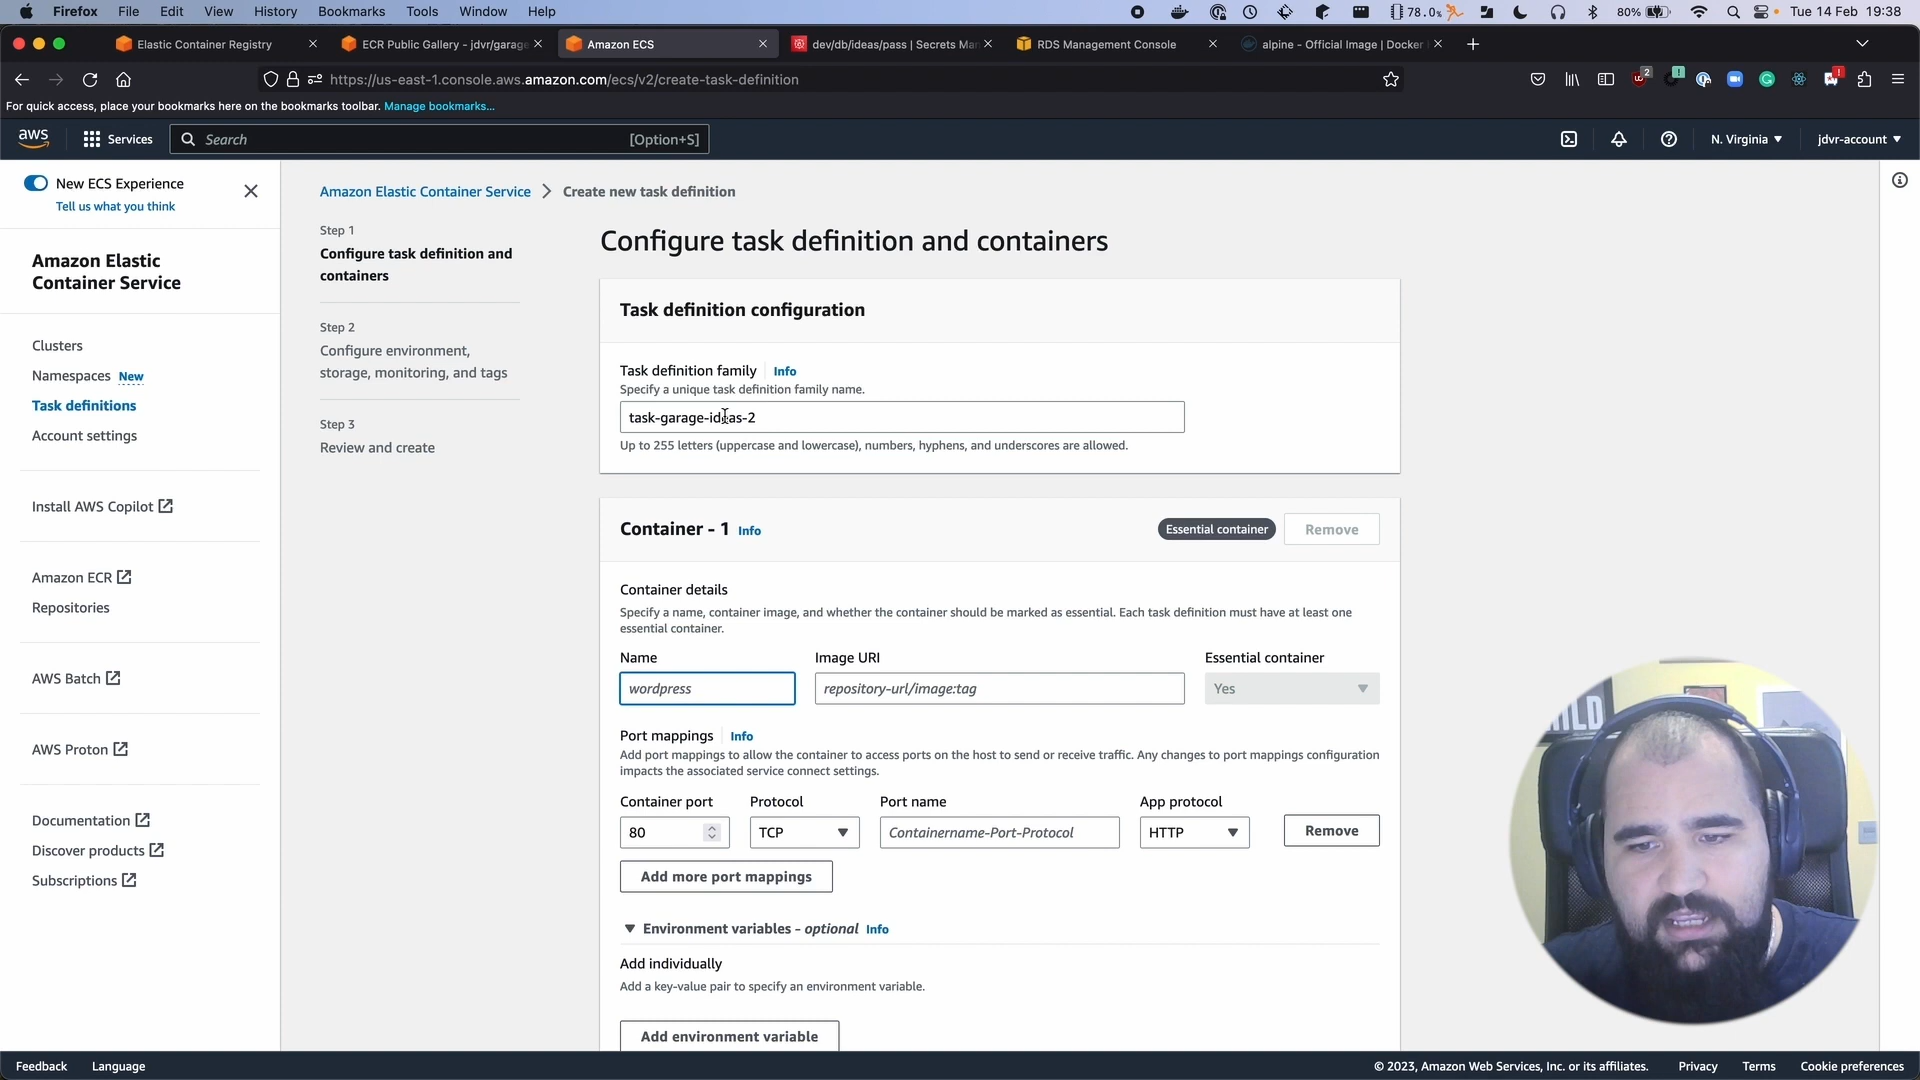 Firefox File Edit View History Bookmarks Tools Window Help 78.0% 80% Tue 14 Feb 19:38
Elastic Container Registry ECR Public Gallery - jdvr/garage Amazon ECS dev/db/ideas/pass | Secrets Man RDS Management Console alpine - Official Image | Docker
https://us-east-1.console.aws.amazon.com/ecs/v2/create-task-definition
For quick access, place your bookmarks here on the bookmarks toolbar. Manage bookmarks...
aws Services Search [Option+S] N. Virginia jdvr-account
New ECS Experience
Tell us what you think
Amazon Elastic
Container Service
Clusters
Namespaces New
Task definitions
Account settings
Install AWS Copilot
Amazon ECR
Repositories
AWS Batch
AWS Proton
Documentation
Discover products
Subscriptions
Amazon Elastic Container Service > Create new task definition
Step 1
Configure task definition and
containers
Step 2
Configure environment,
storage, monitoring, and tags
Step 3
Review and create
Configure task definition and containers
Task definition configuration
Task definition family Info
Specify a unique task definition family name.
task-garage-ideas-2
Up to 255 letters (uppercase and lowercase), numbers, hyphens, and underscores are allowed.
Container - 1 Info Essential container Remove
Container details
Specify a name, container image, and whether the container should be marked as essential. Each task definition must have at least one
essential container.
Name Image URI Essential container
wordpress repository-url/image:tag Yes
Port mappings Info
Add port mappings to allow the container to access ports on the host to send or receive traffic. Any changes to port mappings configuration
impacts the associated service connect settings.
Container port Protocol Port name App protocol
80 TCP Containername-Port-Protocol HTTP Remove
Add more port mappings
Environment variables - optional Info
Add individually
Add a key-value pair to specify an environment variable.
Add environment variable
Feedback Language © 2023, Amazon Web Services, Inc. or its affiliates. Privacy Terms Cookie preferences